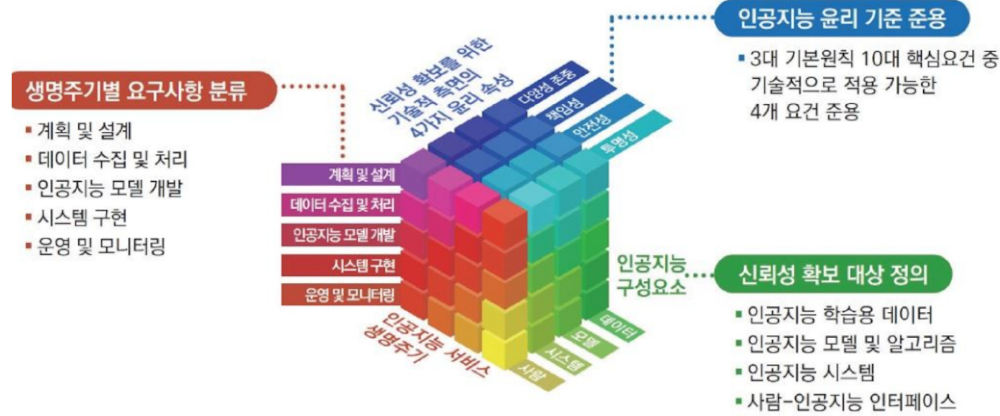 인공지능 윤리 기준 준용
▪ 3대 기본원칙 10대 핵심요건 중
기술적으로 적용 가능한
4개 요건 준용
생명주기별 요구사항 분류
▪ 계획 및 설계
▪ 데이터 수집 및 처리
▪ 인공지능 모델 개발
▪ 시스템 구현
▪ 운영 및 모니터링
신뢰성 확보를 위한
기술적 측면의
4가지 윤리 속성
다양성 존중
책임성
안전성
투명성
계획 및 설계
데이터 수집 및 처리
인공지능 모델 개발
시스템 구현
운영 및 모니터링
인공지능 서비스
생명주기
인공지능
구성요소
데이터
모델
시스템
사람
신뢰성 확보 대상 정의
▪ 인공지능 학습용 데이터
▪ 인공지능 모델 및 알고리즘
▪ 인공지능 시스템
▪ 사람-인공지능 인터페이스